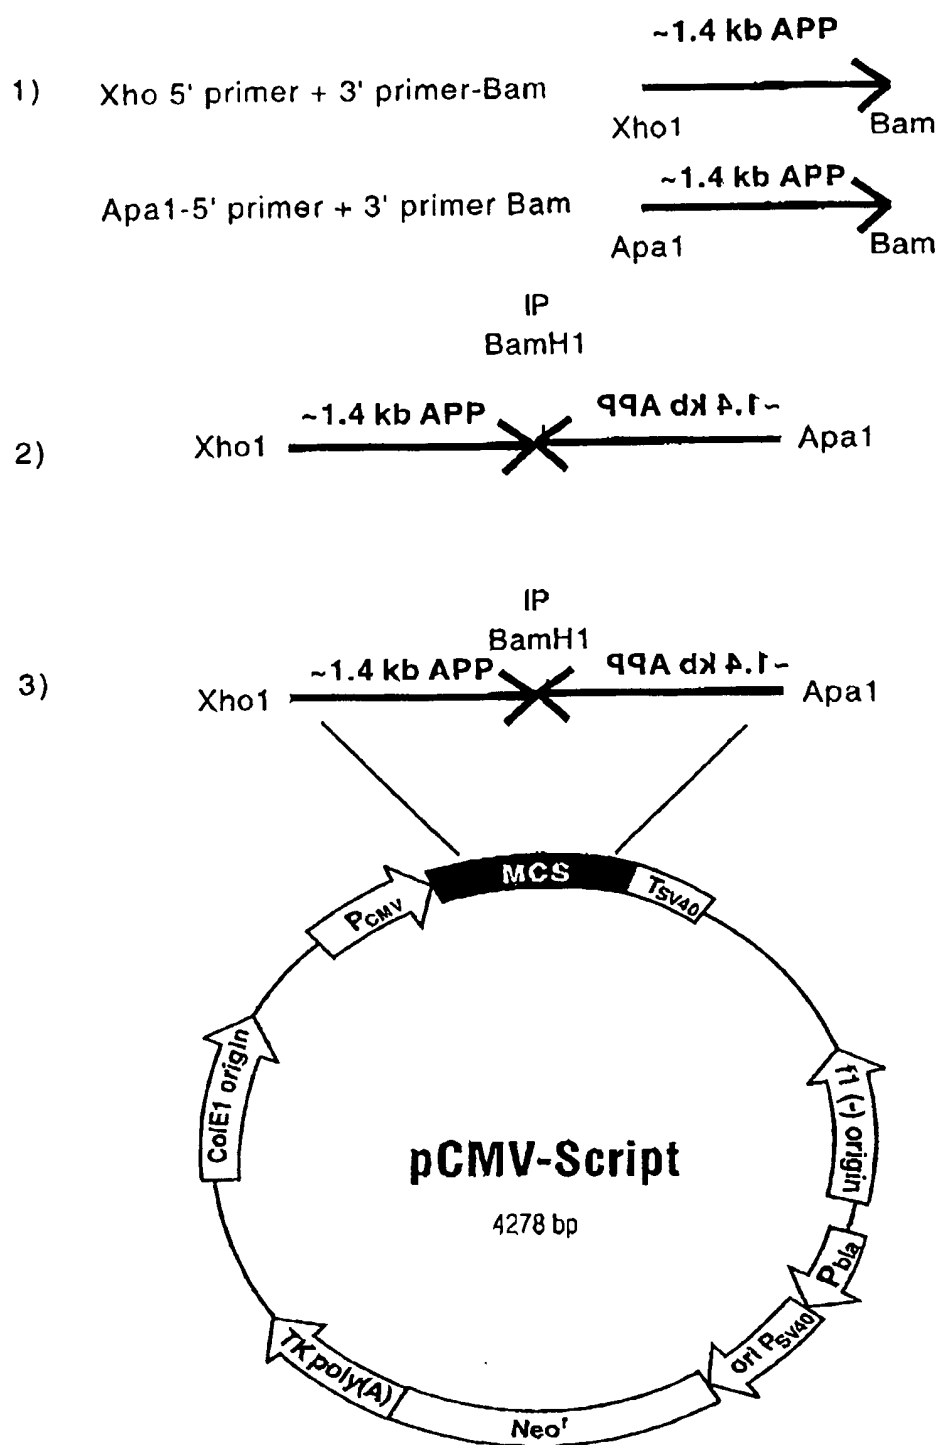 ~1.4 kb APP
1) Xho 5' primer + 3' primer-Bam
Xho1 Bam
~1.4 kb APP
Apa1-5' primer + 3' primer Bam
Apa1 Bam
IP
BamH1
~1.4 kb APP ~1.4 kb APP
2) Xho1 Apa1
IP
BamH1
~1.4 kb APP ~1.4 kb APP
3) Xho1 Apa1
MCS
PCMV
TSV40
ColE1 origin
f1 (-) origin
pCMV-Script
4278 bp
Pbla
ori PSV40
TK poly(A)
Neoʳ